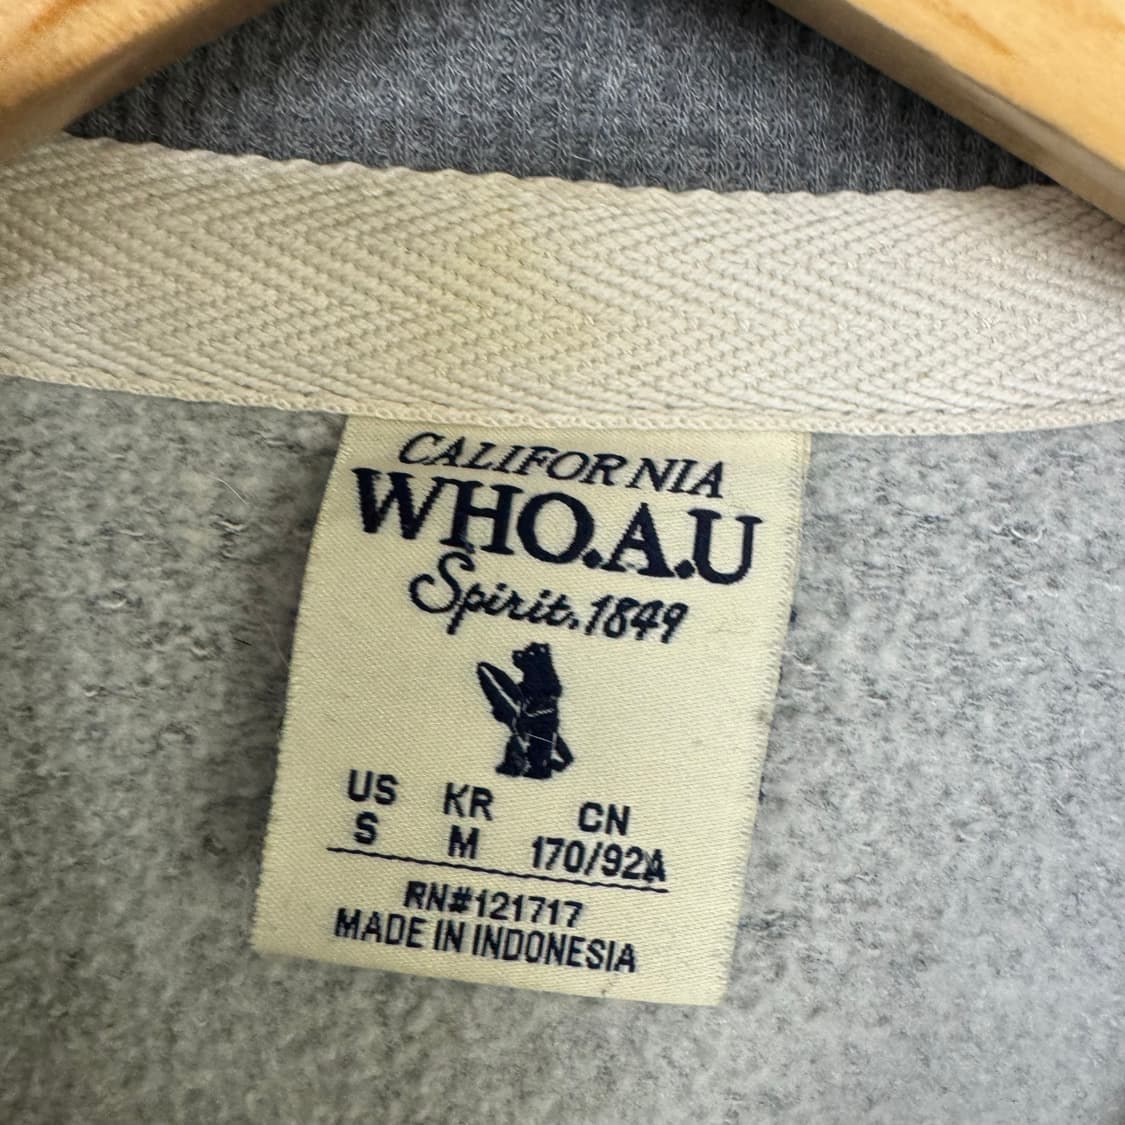 CALIFORNIA
WHO.A.U
Spirit.1849
US KR CN
S M 170/92A
RN#121717
MADE IN INDONESIA